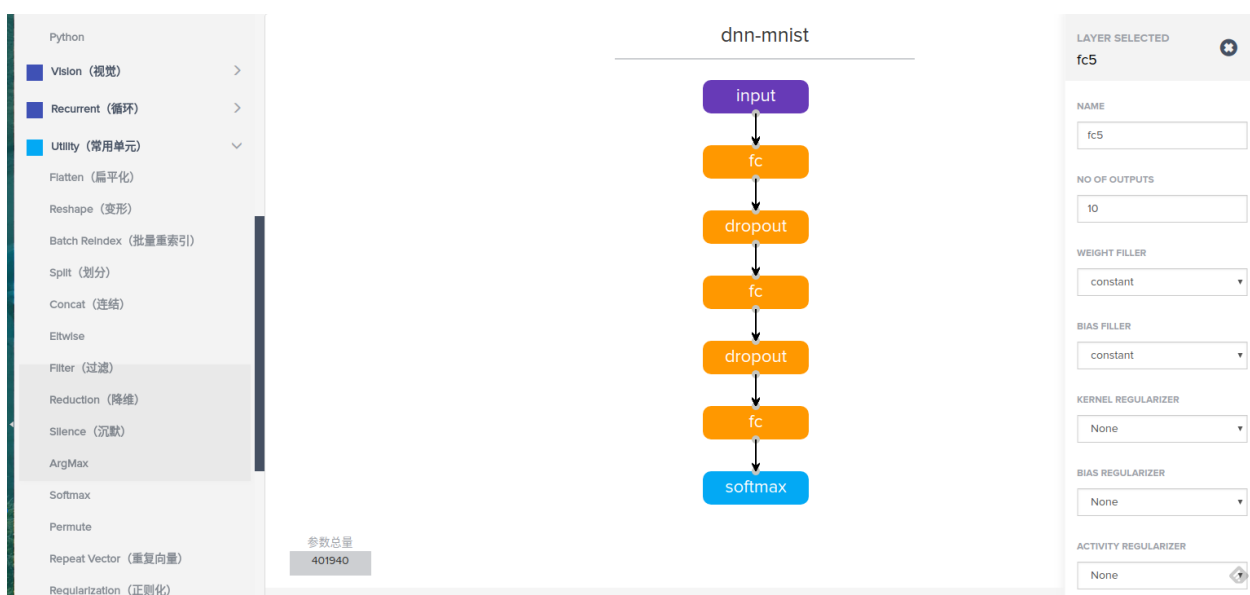 Python
Vision（视觉）
Recurrent（循环）
Utility（常用单元）
Flatten（扁平化）
Reshape（变形）
Batch Reindex（批量重索引）
Split（划分）
Concat（连结）
Eltwise
Filter（过滤）
Reduction（降维）
Silence（沉默）
ArgMax
Softmax
Permute
Repeat Vector（重复向量）
Regularization（正则化）
dnn-mnist
input
fc
dropout
fc
dropout
fc
softmax
参数总量
401940
LAYER SELECTED
fc5
NAME
fc5
NO OF OUTPUTS
10
WEIGHT FILLER
constant
BIAS FILLER
constant
KERNEL REGULARIZER
None
BIAS REGULARIZER
None
ACTIVITY REGULARIZER
None